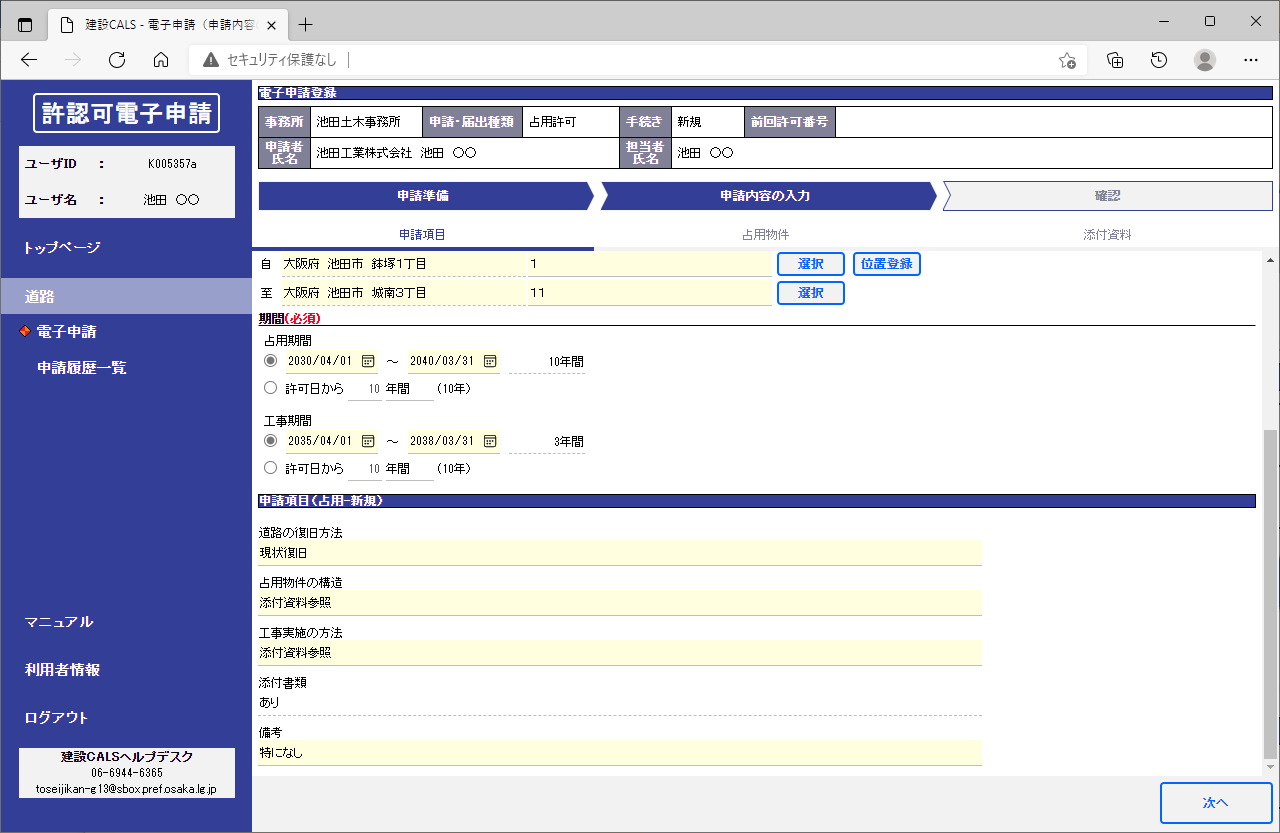 建設CALS - 電子申請（申請内容
セキュリティ保護なし
許認可電子申請
ユーザID ： K005357a
ユーザ名 ： 池田 〇〇
トップページ
道路
電子申請
申請履歴一覧
マニュアル
利用者情報
ログアウト
建設CALSヘルプデスク
06-6944-6365
toseijikan-g13@sbox.pref.osaka.lg.jp
電子申請登録
事務所 池田土木事務所 申請・届出種類 占用許可 手続き 新規 前回許可番号
申請者氏名 池田工業株式会社 池田 〇〇 担当者氏名 池田 〇〇
申請準備 申請内容の入力 確認
申請項目 占用物件 添付資料
自 大阪府 池田市 鉢塚1丁目 1 選択 位置登録
至 大阪府 池田市 城南3丁目 11 選択
期間(必須)
占用期間
2030/04/01 ～ 2040/03/31 10年間
許可日から 10 年間 (10年)
工事期間
2035/04/01 ～ 2038/03/31 3年間
許可日から 10 年間 (10年)
申請項目(占用-新規)
道路の復旧方法
現状復旧
占用物件の構造
添付資料参照
工事実施の方法
添付資料参照
添付書類
あり
備考
特になし
次へ